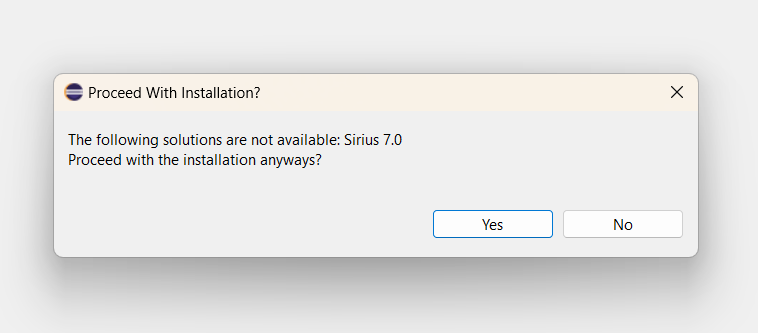 Proceed With Installation?
The following solutions are not available: Sirius 7.0
Proceed with the installation anyways?
Yes No